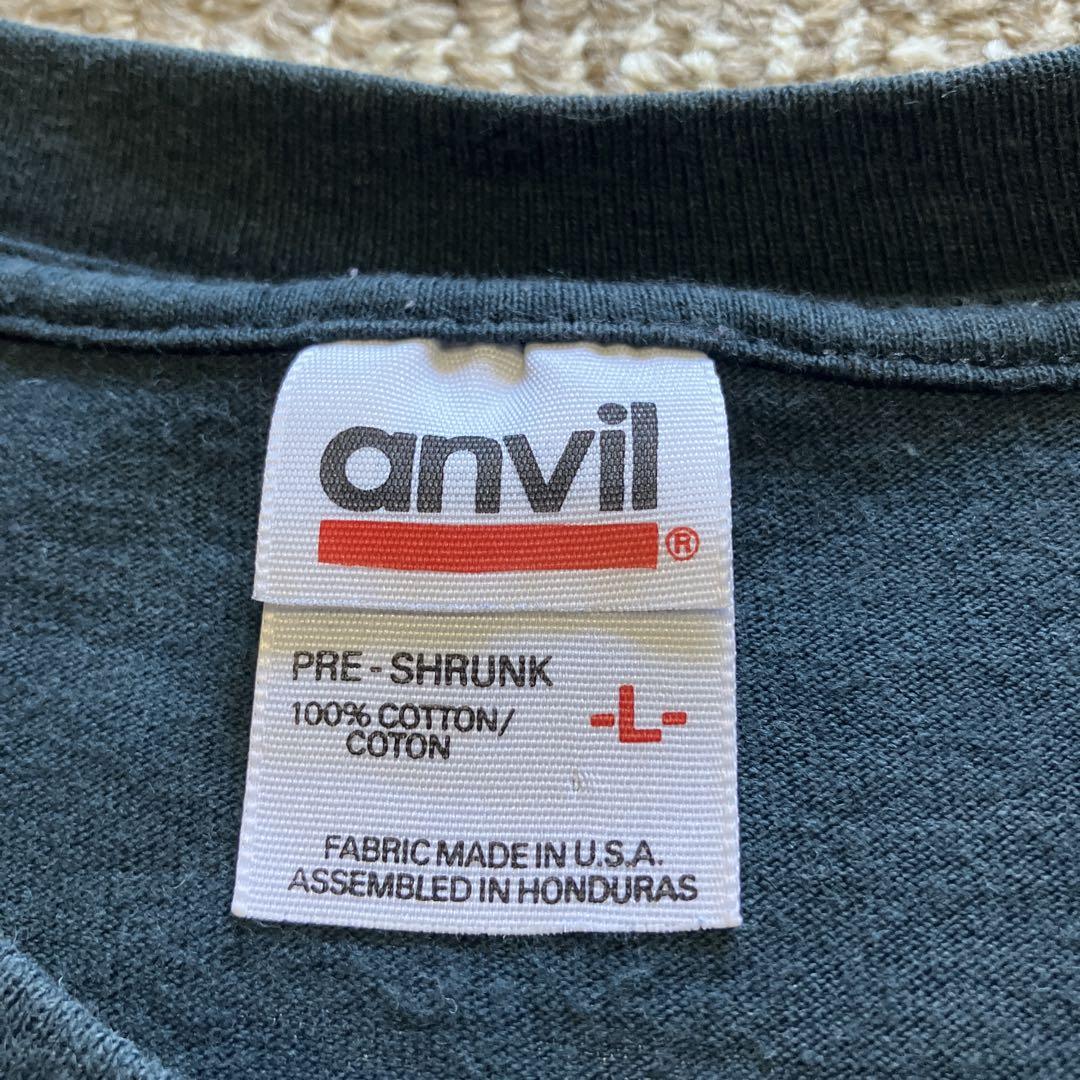 anvil
®
PRE - SHRUNK
100% COTTON/
COTON
-L-
FABRIC MADE IN U.S.A.
ASSEMBLED IN HONDURAS